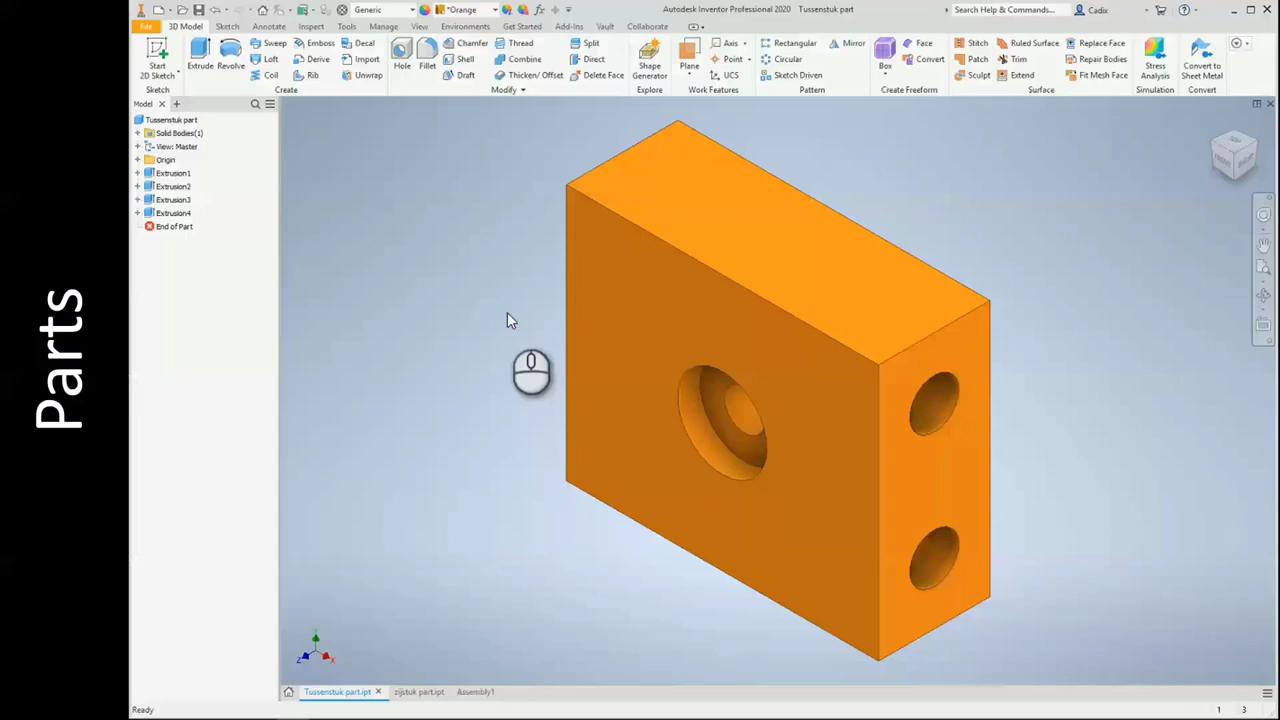 Parts
Generic
*Orange
Autodesk Inventor Professional 2020 Tussenstuk part
Search Help & Commands...
Cadix
File
3D Model
Sketch
Annotate
Inspect
Tools
Manage
View
Environments
Get Started
Add-Ins
Vault
Collaborate
Start
2D Sketch
Extrude
Revolve
Sweep
Emboss
Decal
Loft
Derive
Import
Coil
Rib
Unwrap
Hole
Fillet
Chamfer
Thread
Split
Shell
Combine
Direct
Draft
Thicken/ Offset
Delete Face
Shape
Generator
Plane
Axis
Point
UCS
Rectangular
Mirror
Circular
Sketch Driven
Box
Face
Convert
Stitch
Ruled Surface
Replace Face
Patch
Trim
Repair Bodies
Sculpt
Extend
Fit Mesh Face
Stress
Analysis
Convert to
Sheet Metal
Sketch
Create
Modify
Explore
Work Features
Pattern
Create Freeform
Surface
Simulation
Convert
Model
Tussenstuk part
Solid Bodies(1)
View: Master
Origin
Extrusion1
Extrusion2
Extrusion3
Extrusion4
End of Part
Y
Z
X
Tussenstuk part.ipt
zijstuk part.ipt
Assembly1
Ready
1
3